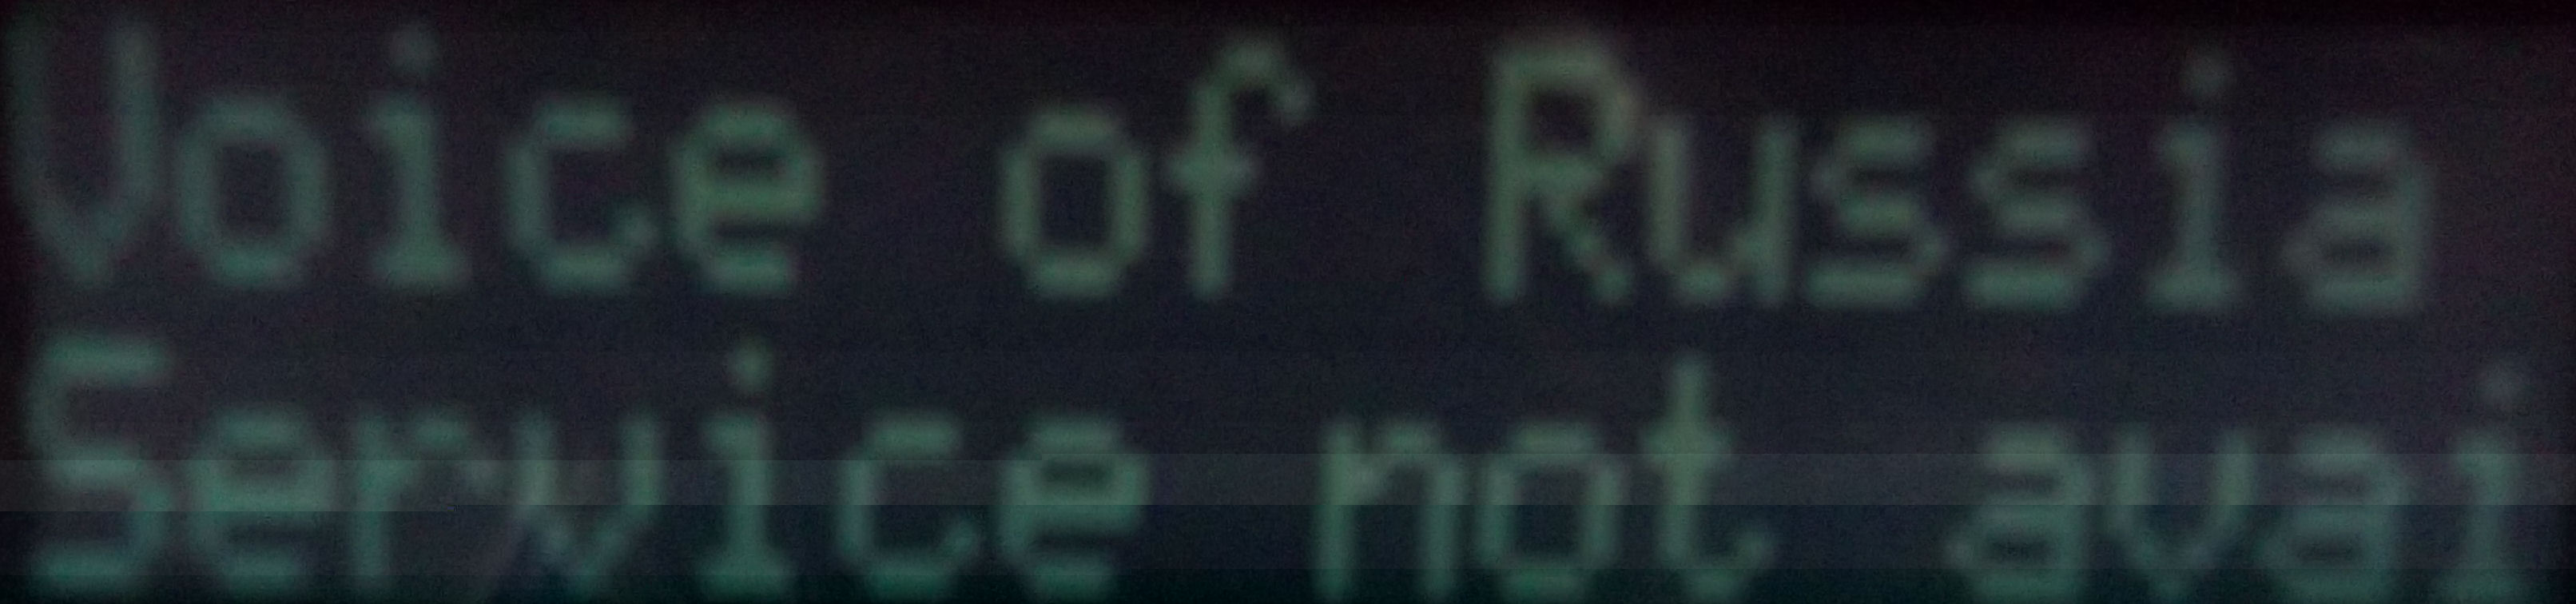 Voice of Russia
Service not avai